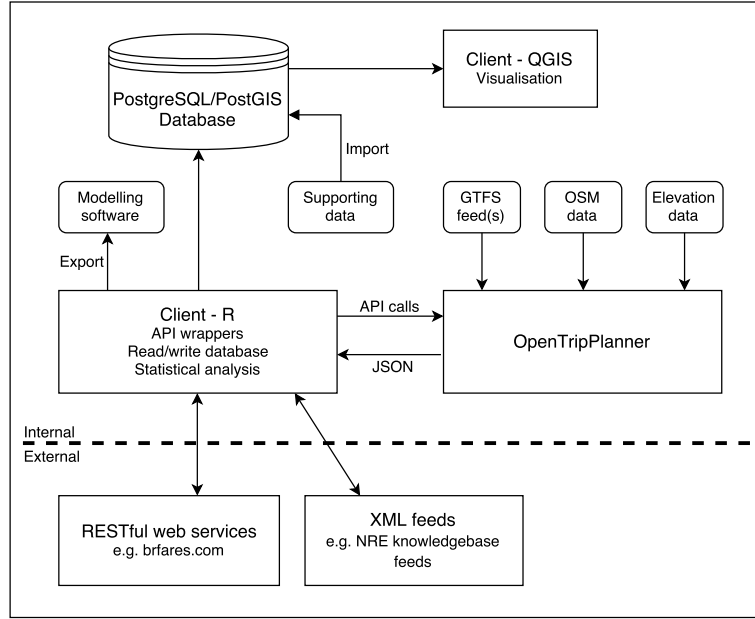 PostgreSQL/PostGIS
Database
Client - QGIS
Visualisation
Import
Modelling
software
Supporting
data
GTFS
feed(s)
OSM
data
Elevation
data
Export
Client - R
API wrappers
Read/write database
Statistical analysis
API calls
JSON
OpenTripPlanner
Internal
External
RESTful web services
e.g. brfares.com
XML feeds
e.g. NRE knowledgebase
feeds